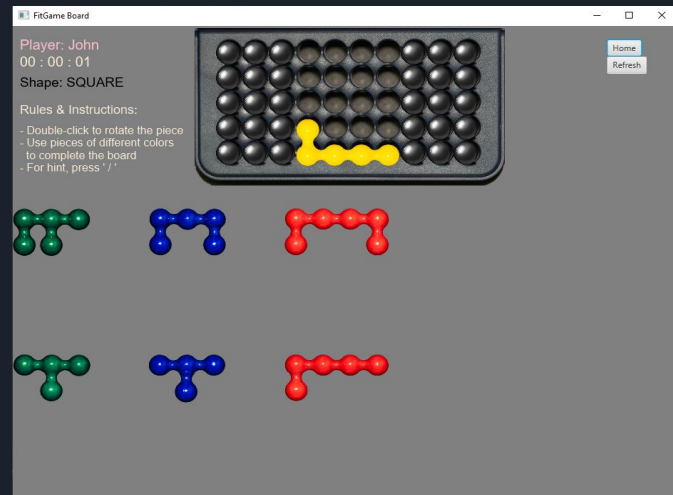 FitGame Board
Player: John
00 : 00 : 01
Shape: SQUARE
Rules & Instructions:
- Double-click to rotate the piece
- Use pieces of different colors
to complete the board
- For hint, press ' / '
Home
Refresh